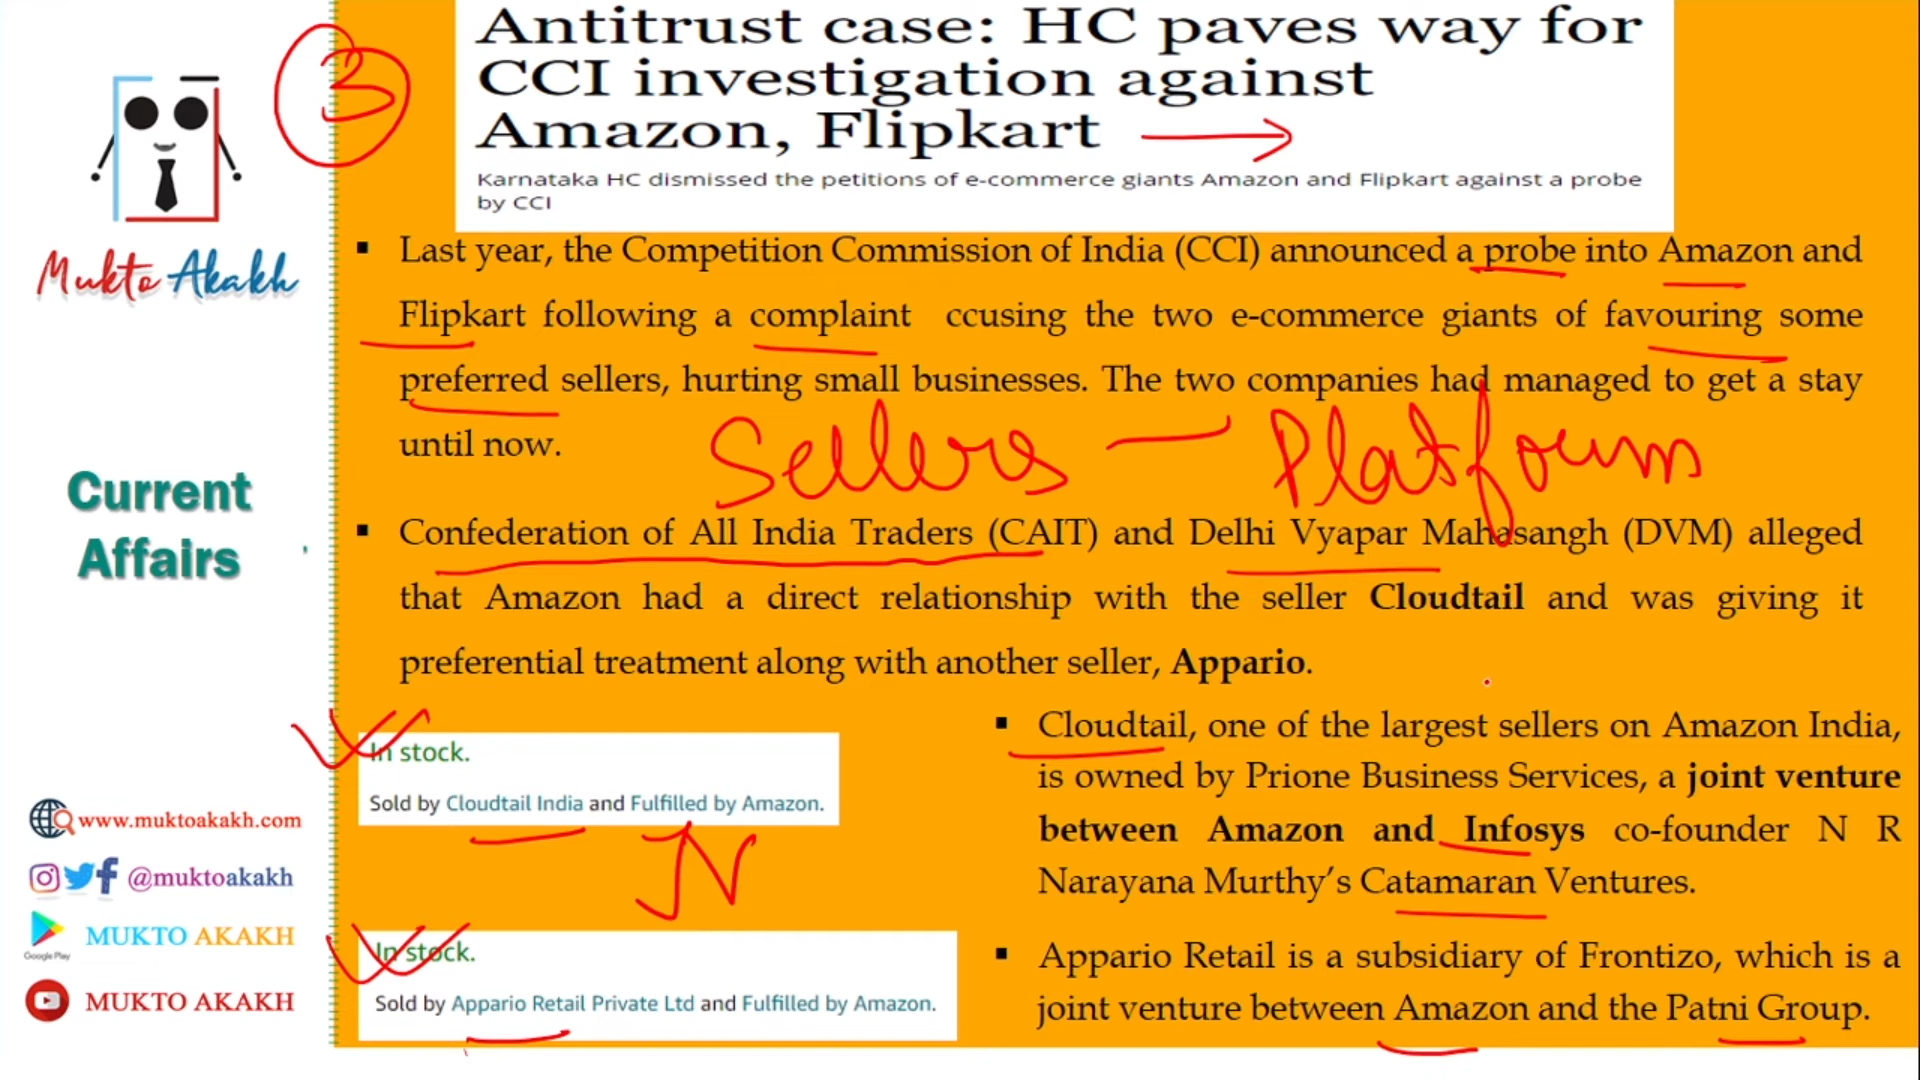 3
Antitrust case: HC paves way for
CCI investigation against
Amazon, Flipkart
Karnataka HC dismissed the petitions of e-commerce giants Amazon and Flipkart against a probe
by CCI
Mukto Akakh
Current
Affairs
www.muktoakakh.com
@muktoakakh
Google Play
MUKTO AKAKH
MUKTO AKAKH
▪ Last year, the Competition Commission of India (CCI) announced a probe into Amazon and
Flipkart following a complaint ccusing the two e-commerce giants of favouring some
preferred sellers, hurting small businesses. The two companies had managed to get a stay
until now.
Sellers — Platform
▪ Confederation of All India Traders (CAIT) and Delhi Vyapar Mahasangh (DVM) alleged
that Amazon had a direct relationship with the seller Cloudtail and was giving it
preferential treatment along with another seller, Appario.
In stock.
Sold by Cloudtail India and Fulfilled by Amazon.
N
In stock.
Sold by Appario Retail Private Ltd and Fulfilled by Amazon.
▪ Cloudtail, one of the largest sellers on Amazon India,
is owned by Prione Business Services, a joint venture
between Amazon and Infosys co-founder N R
Narayana Murthy’s Catamaran Ventures.
▪ Appario Retail is a subsidiary of Frontizo, which is a
joint venture between Amazon and the Patni Group.